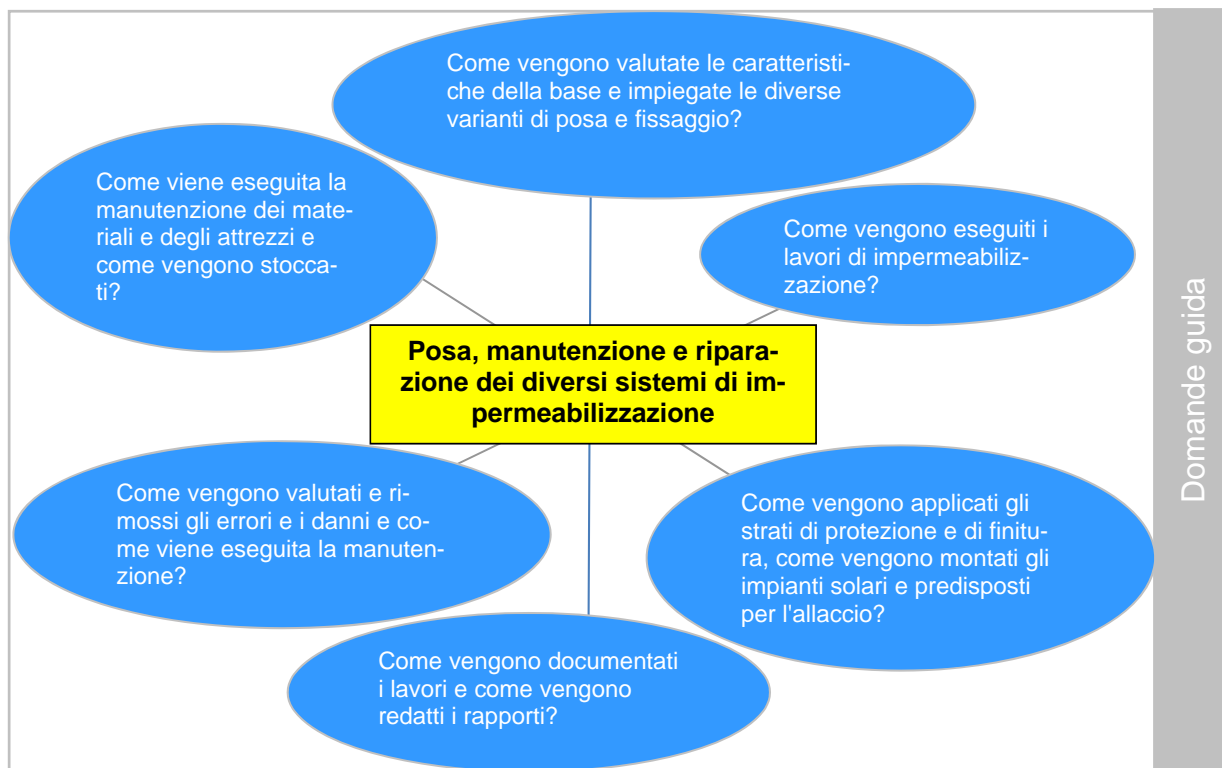 Come vengono valutate le caratteristi-
che della base e impiegate le diverse
varianti di posa e fissaggio?
Come viene eseguita la
manutenzione dei mate-
riali e degli attrezzi e
come vengono stocca-
ti?
Come vengono eseguiti i
lavori di impermeabiliz-
zazione?
Posa, manutenzione e ripara-
zione dei diversi sistemi di im-
permeabilizzazione
Come vengono valutati e ri-
mossi gli errori e i danni e co-
me viene eseguita la manuten-
zione?
Come vengono applicati gli
strati di protezione e di finitu-
ra, come vengono montati gli
impianti solari e predisposti
per l'allaccio?
Come vengono documentati
i lavori e come vengono
redatti i rapporti?
Domande guida